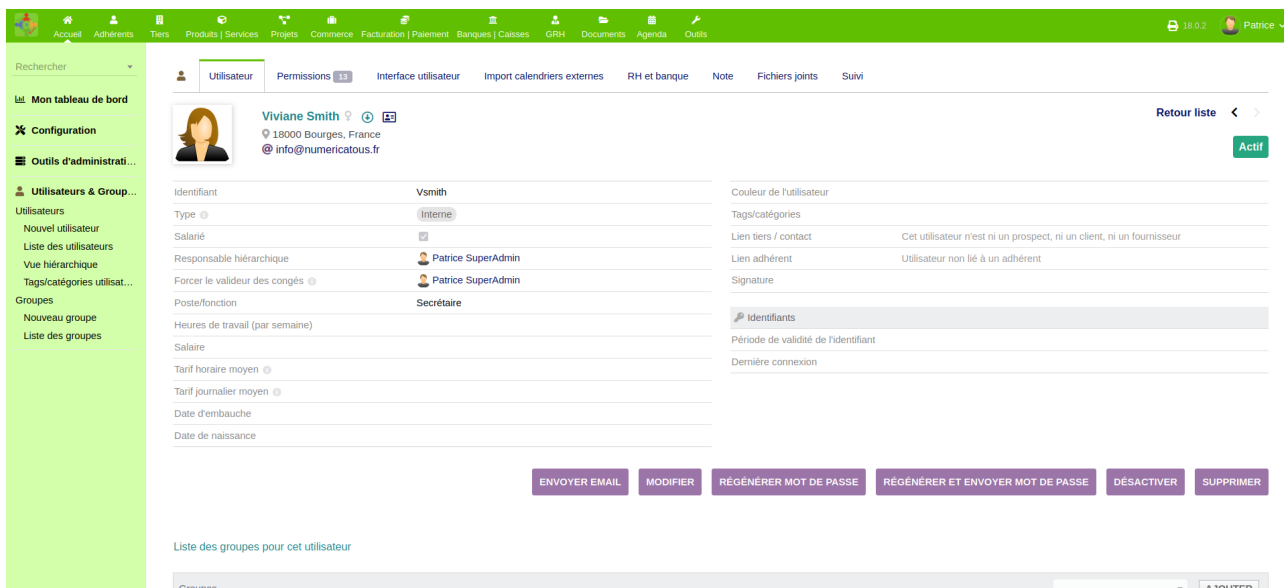 Accueil Adhérents Tiers Produits | Services Projets Commerce Facturation | Paiement Banques | Caisses GRH Documents Agenda Outils 18.0.2 Patrice
Rechercher
Mon tableau de bord
Configuration
Outils d'administrati...
Utilisateurs & Group...
Utilisateurs
Nouvel utilisateur
Liste des utilisateurs
Vue hiérarchique
Tags/catégories utilisat...
Groupes
Nouveau groupe
Liste des groupes
Utilisateur Permissions 13 Interface utilisateur Import calendriers externes RH et banque Note Fichiers joints Suivi
Viviane Smith
18000 Bourges, France
@ info@numericatous.fr
Retour liste
Actif
Identifiant Vsmith
Type Interne
Salarié
Responsable hiérarchique Patrice SuperAdmin
Forcer le valideur des congés Patrice SuperAdmin
Poste/fonction Secrétaire
Heures de travail (par semaine)
Salaire
Tarif horaire moyen
Tarif journalier moyen
Date d'embauche
Date de naissance
Couleur de l'utilisateur
Tags/catégories
Lien tiers / contact Cet utilisateur n'est ni un prospect, ni un client, ni un fournisseur
Lien adhérent Utilisateur non lié à un adhérent
Signature
Identifiants
Période de validité de l'identifiant
Dernière connexion
ENVOYER EMAIL MODIFIER RÉGÉNÉRER MOT DE PASSE RÉGÉNÉRER ET ENVOYER MOT DE PASSE DÉSACTIVER SUPPRIMER
Liste des groupes pour cet utilisateur
Groupes AJOUTER